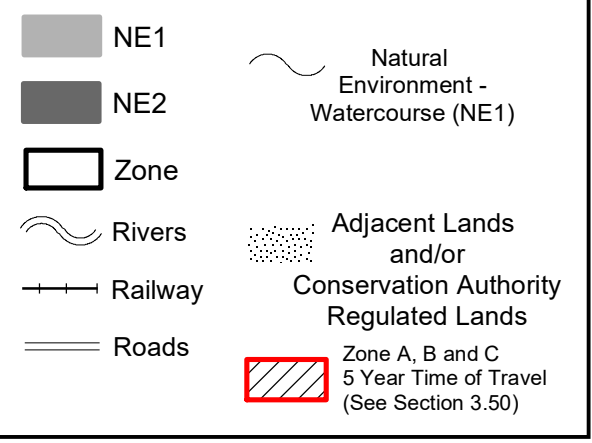 NE1
NE2
Zone
Rivers
Railway
Roads
Natural
Environment -
Watercourse (NE1)
Adjacent Lands
and/or
Conservation Authority
Regulated Lands
Zone A, B and C
5 Year Time of Travel
(See Section 3.50)